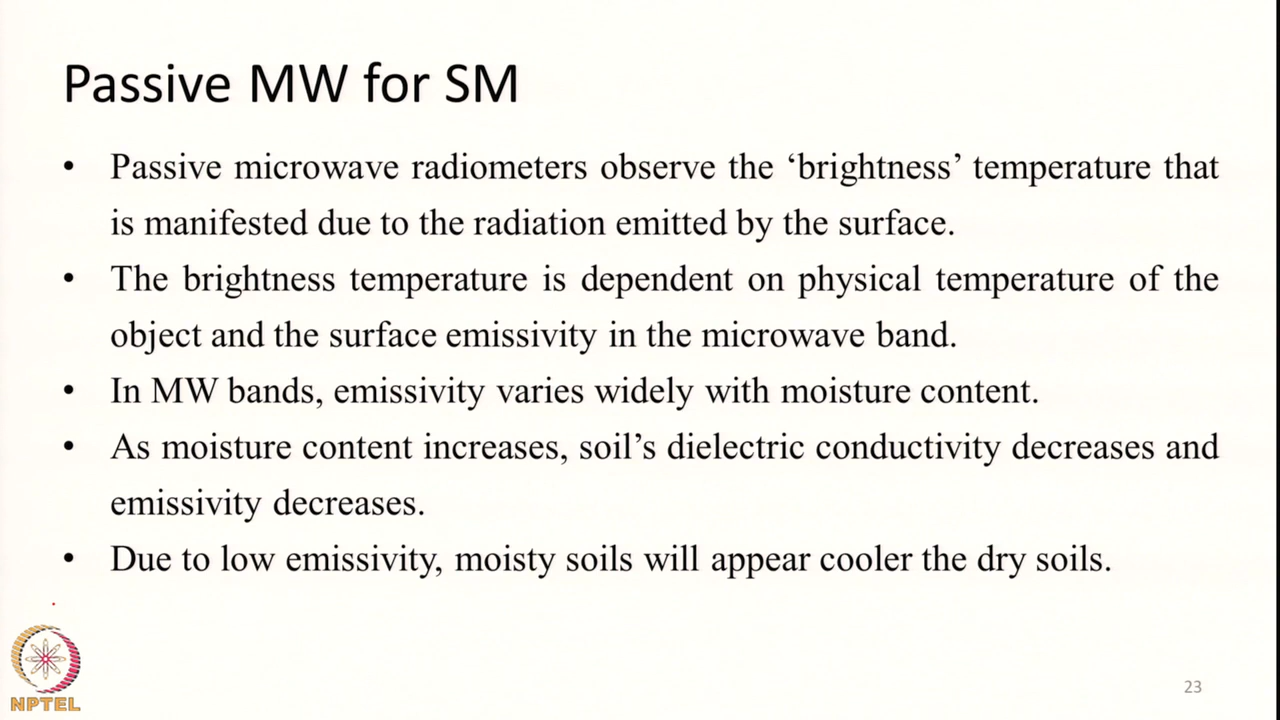 Passive MW for SM
• Passive microwave radiometers observe the ‘brightness’ temperature that
is manifested due to the radiation emitted by the surface.
• The brightness temperature is dependent on physical temperature of the
object and the surface emissivity in the microwave band.
• In MW bands, emissivity varies widely with moisture content.
• As moisture content increases, soil’s dielectric conductivity decreases and
emissivity decreases.
• Due to low emissivity, moisty soils will appear cooler the dry soils.
NPTEL
23